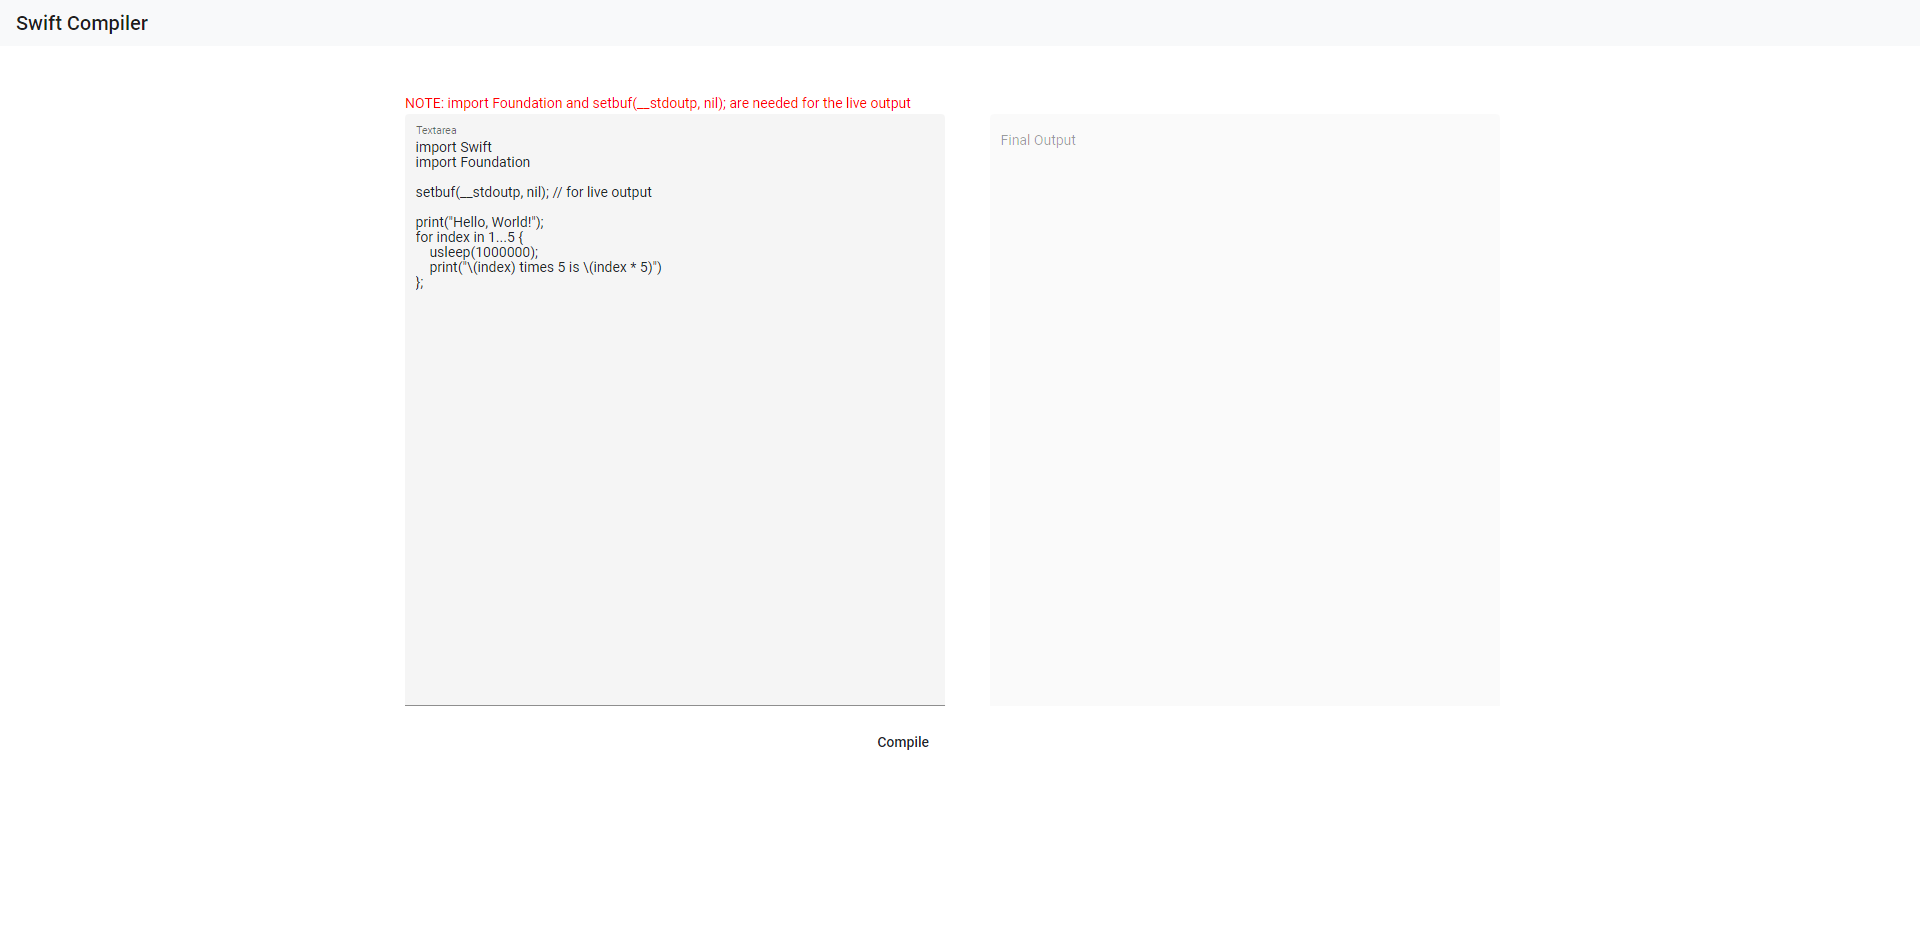 Swift Compiler
NOTE: import Foundation and setbuf(__stdoutp, nil); are needed for the live output
Textarea
import Swift
import Foundation
setbuf(__stdoutp, nil); // for live output
print("Hello, World!");
for index in 1...5 {
    usleep(1000000);
    print("\(index) times 5 is \(index * 5)")
};
Final Output
Compile